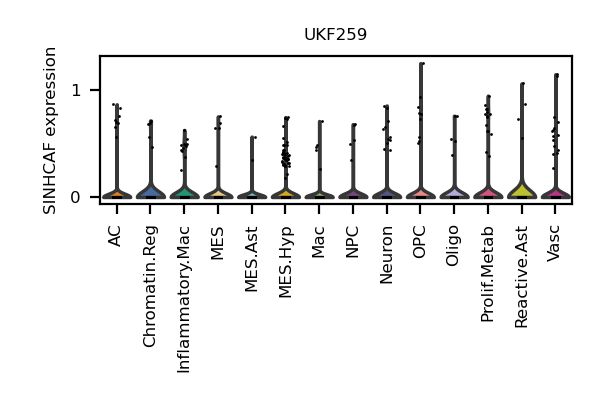 UKF259
SINHCAF expression
1
0
AC
Chromatin.Reg
Inflammatory.Mac
MES
MES.Ast
MES.Hyp
Mac
NPC
Neuron
OPC
Oligo
Prolif.Metab
Reactive.Ast
Vasc